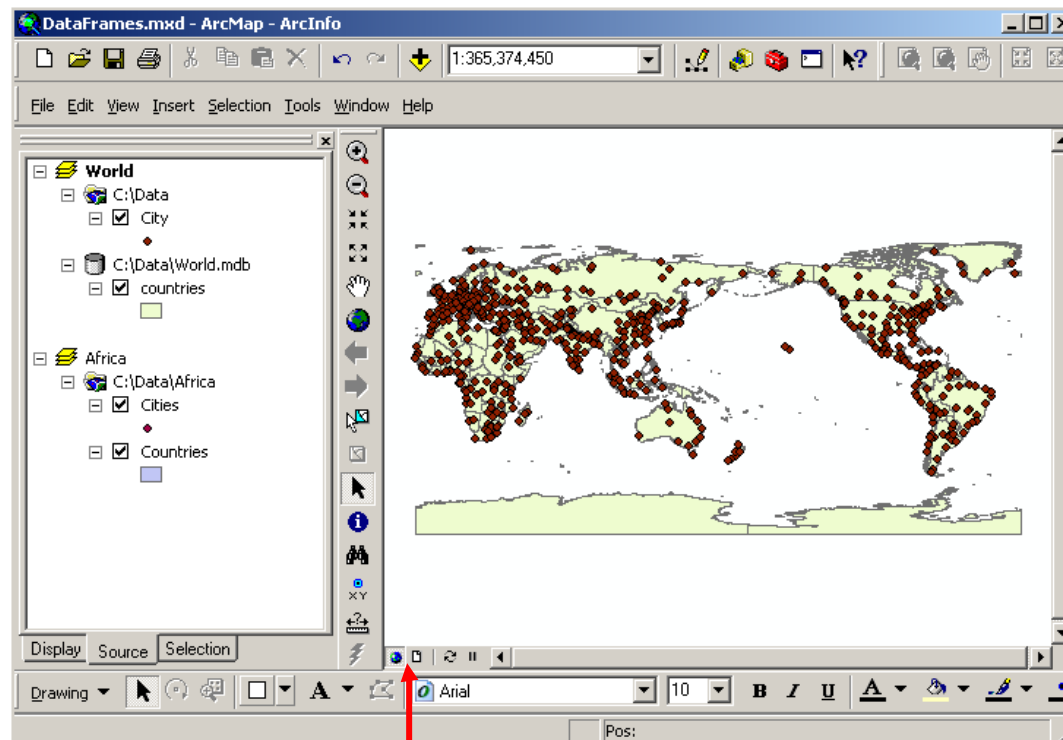 DataFrames.mxd - ArcMap - ArcInfo
1:365,374,450
File Edit View Insert Selection Tools Window Help
World
C:\Data
City
C:\Data\World.mdb
countries
Africa
C:\Data\Africa
Cities
Countries
XY
Display Source Selection
Drawing A Arial 10 B I U A
Pos: